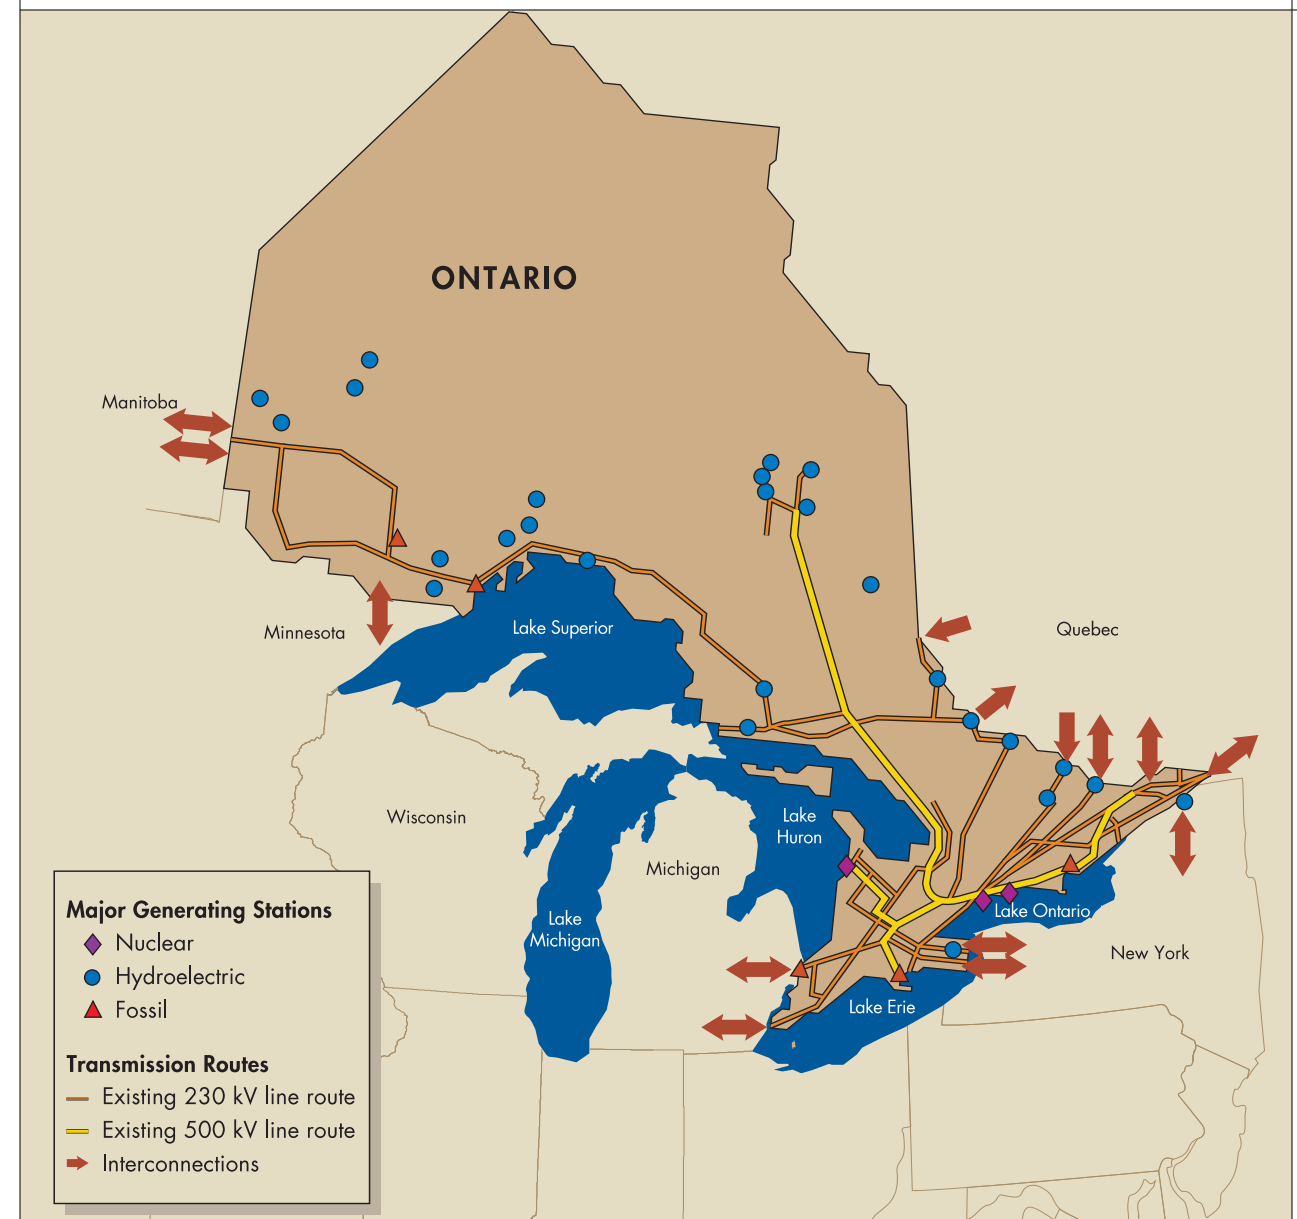 ONTARIO
Manitoba
Minnesota
Lake Superior
Quebec
Wisconsin
Lake
Huron
Michigan
Lake
Michigan
Lake Ontario
New York
Lake Erie
Major Generating Stations
Nuclear
Hydroelectric
Fossil
Transmission Routes
Existing 230 kV line route
Existing 500 kV line route
Interconnections